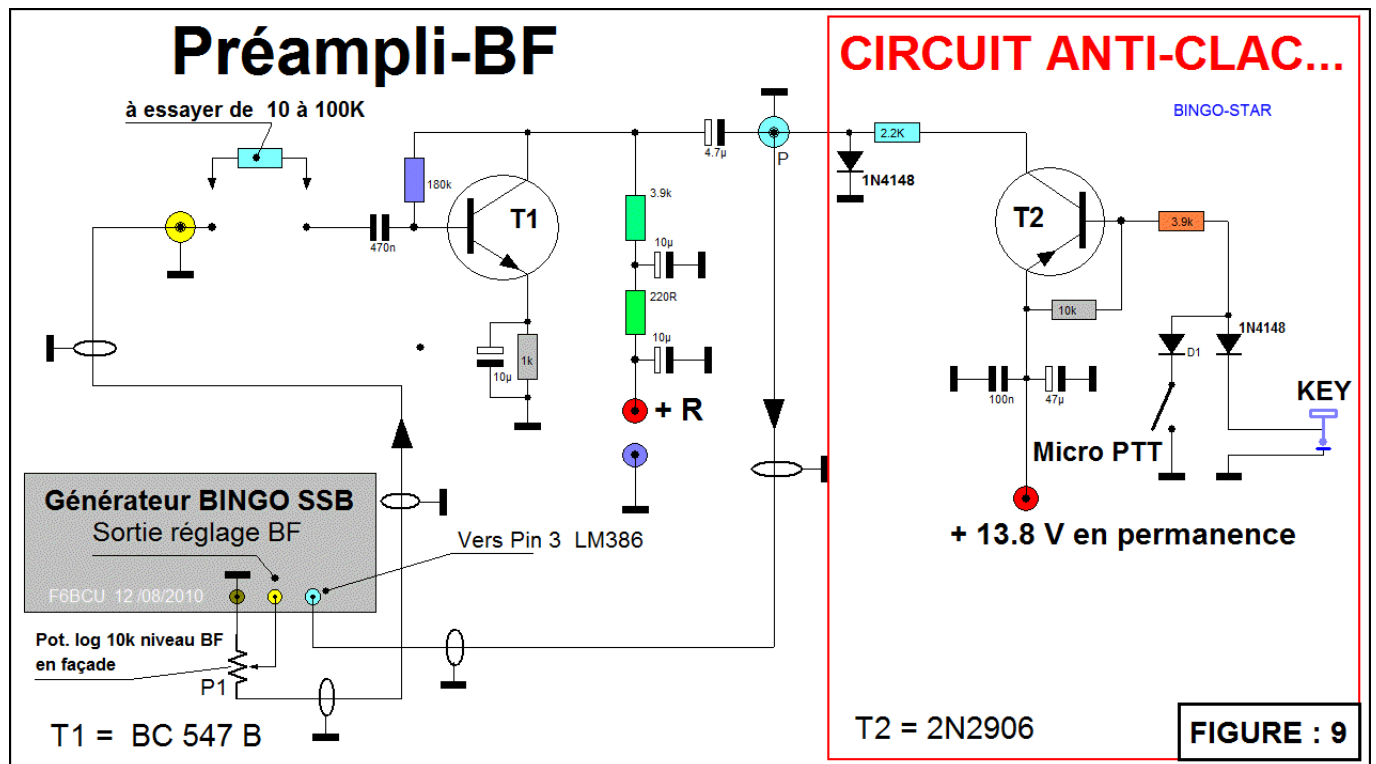 Préampli-BF
CIRCUIT ANTI-CLAC...
BINGO-STAR
à essayer de 10 à 100K
180k
470n
T1
10µ
1k
3.9k
10µ
220R
10µ
+ R
4.7µ
P
2.2K
1N4148
T2
3.9k
10k
100n
47µ
D1
1N4148
KEY
Micro PTT
+ 13.8 V en permanence
Générateur BINGO SSB
Sortie réglage BF
F6BCU 12/08/2010
Vers Pin 3 LM386
Pot. log 10k niveau BF
en façade
P1
T1 = BC 547 B
T2 = 2N2906
FIGURE : 9